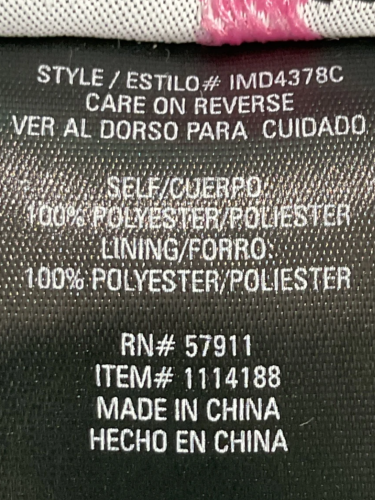 STYLE / ESTILO# IMD4378C
CARE ON REVERSE
VER AL DORSO PARA CUIDADO
SELF/CUERPO:
100% POLYESTER/POLIESTER
LINING/FORRO:
100% POLYESTER/POLIESTER
RN# 57911
ITEM# 1114188
MADE IN CHINA
HECHO EN CHINA